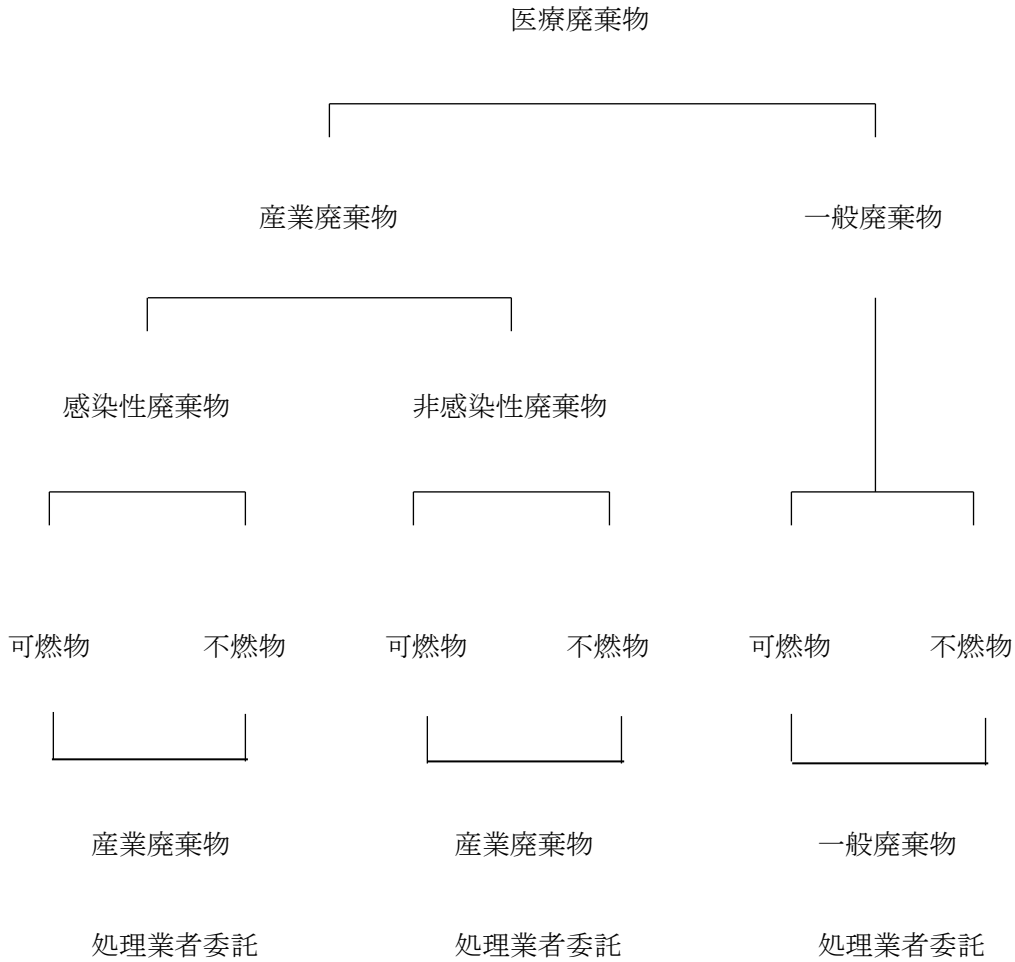 医療廃棄物
産業廃棄物 一般廃棄物
感染性廃棄物 非感染性廃棄物
可燃物 不燃物 可燃物 不燃物 可燃物 不燃物
産業廃棄物 産業廃棄物 一般廃棄物
処理業者委託 処理業者委託 処理業者委託